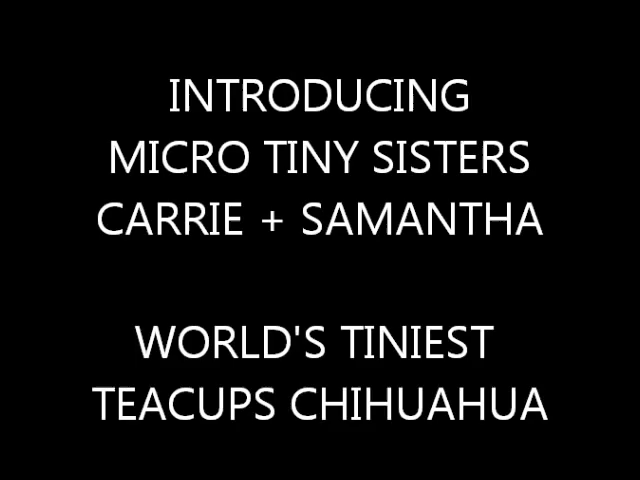 INTRODUCING
MICRO TINY SISTERS
CARRIE + SAMANTHA
WORLD'S TINIEST
TEACUPS CHIHUAHUA